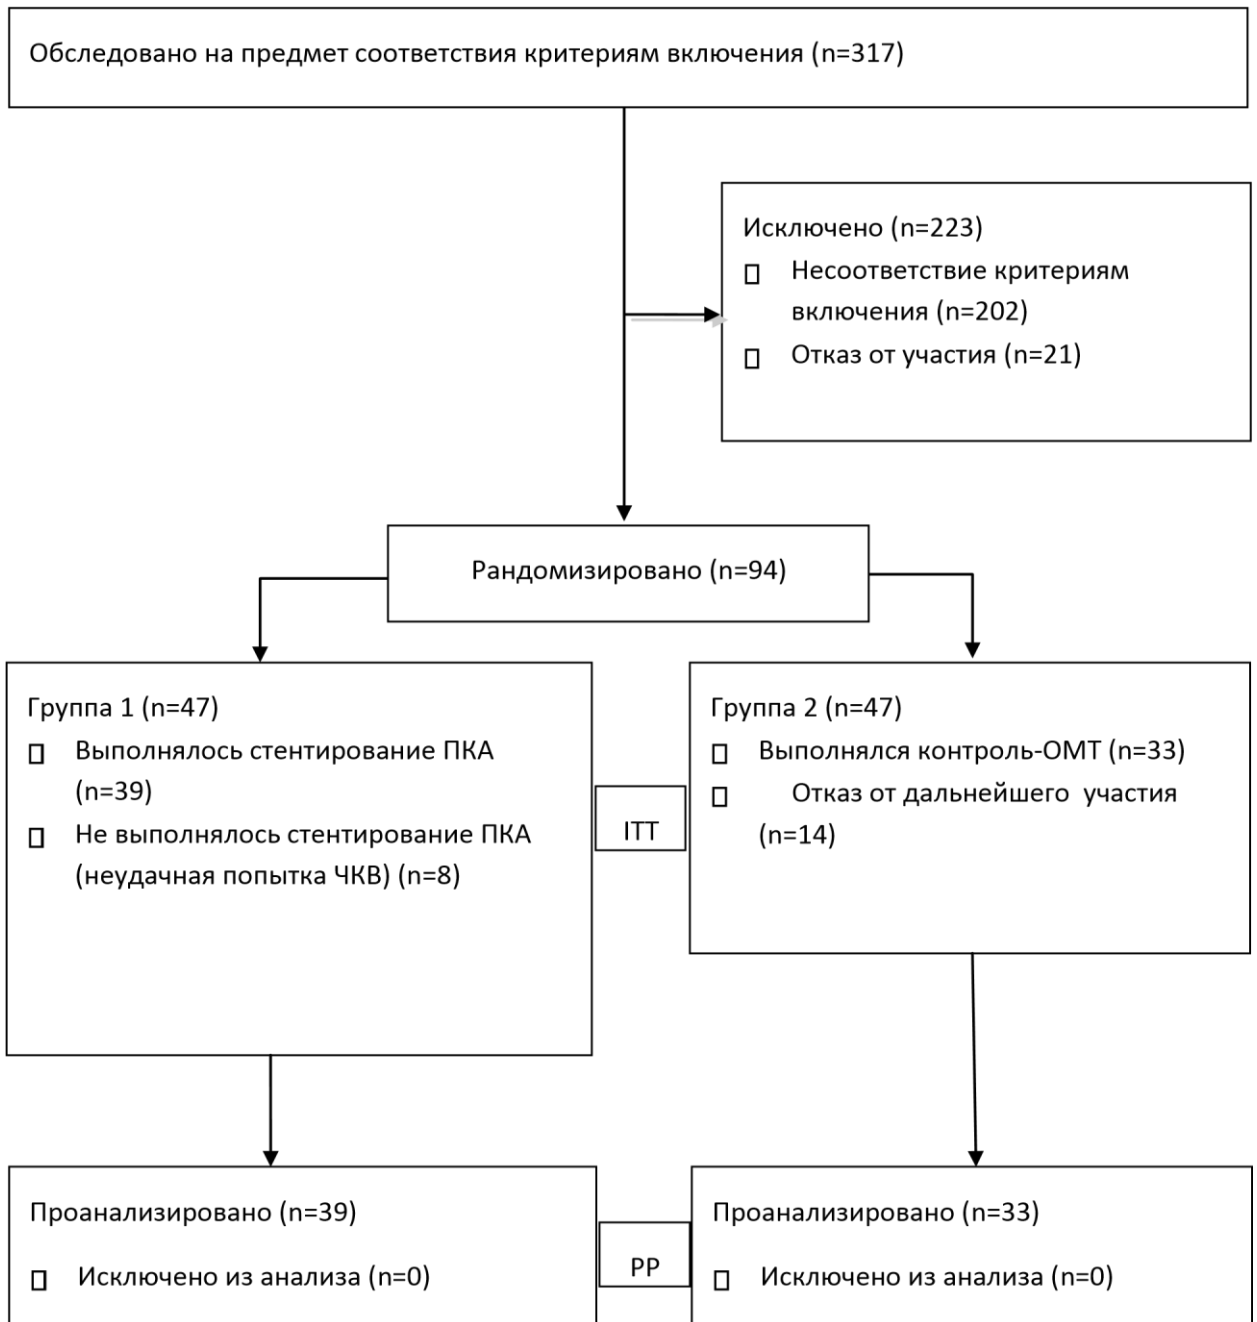 Обследовано на предмет соответствия критериям включения (n=317)
Исключено (n=223)
Несоответствие критериям
включения (n=202)
Отказ от участия (n=21)
Рандомизировано (n=94)
Группа 1 (n=47)
Выполнялось стентирование ПКА
(n=39)
Не выполнялось стентирование ПКА
(неудачная попытка ЧКВ) (n=8)
ITT
Группа 2 (n=47)
Выполнялся контроль-ОМТ (n=33)
Отказ от дальнейшего участия
(n=14)
Проанализировано (n=39)
Исключено из анализа (n=0)
PP
Проанализировано (n=33)
Исключено из анализа (n=0)